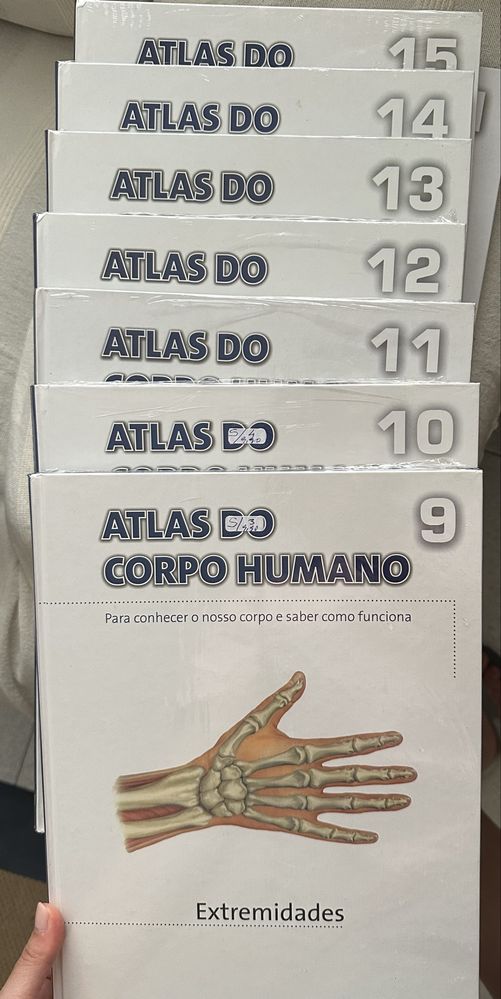 ATLAS DO
15
ATLAS DO
14
ATLAS DO
13
ATLAS DO
12
ATLAS DO
11
ATLAS DO
10
ATLAS DO
9
CORPO HUMANO
Para conhecer o nosso corpo e saber como funciona
Extremidades